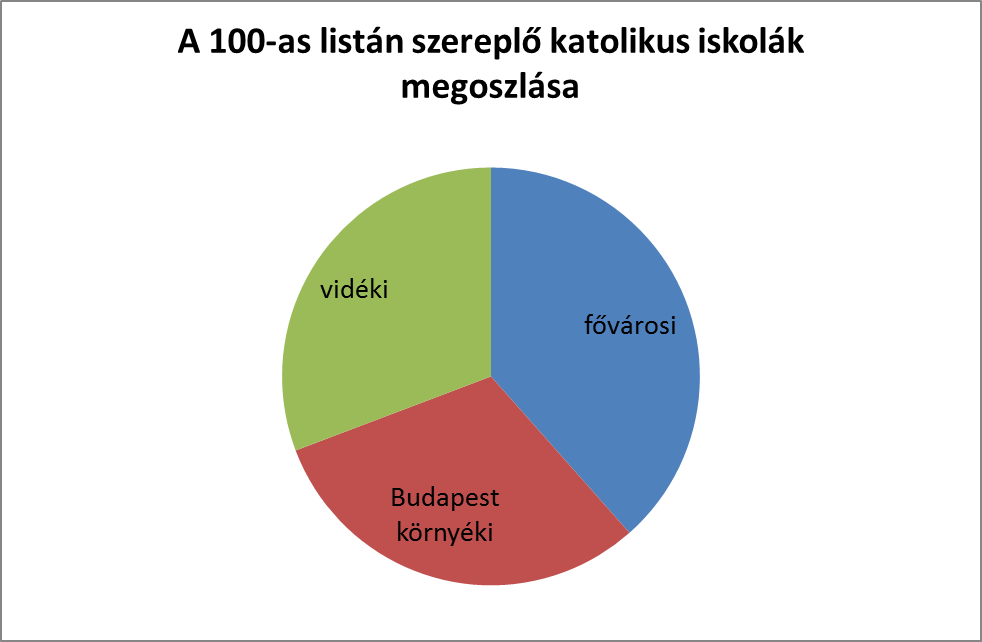 A 100-as listán szereplő katolikus iskolák
megoszlása
vidéki
fővárosi
Budapest
környéki